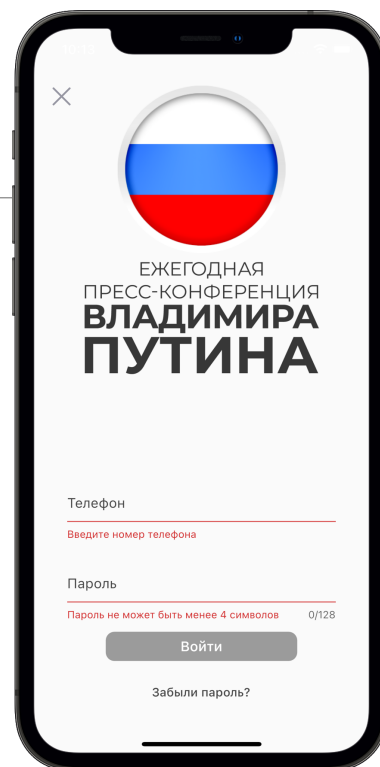 ЕЖЕГОДНАЯ
ПРЕСС-КОНФЕРЕНЦИЯ
ВЛАДИМИРА
ПУТИНА
Телефон
Введите номер телефона
Пароль
Пароль не может быть менее 4 символов 0/128
Войти
Забыли пароль?